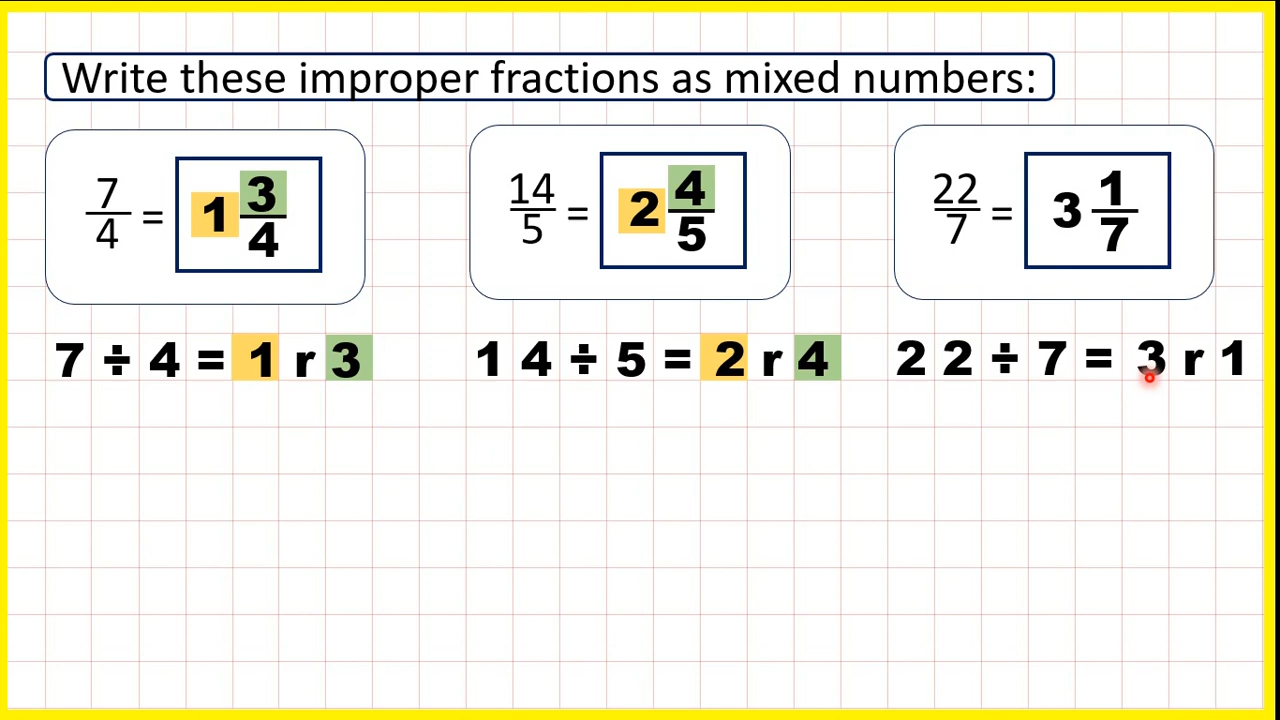 Write these improper fractions as mixed numbers:
7/4 = 1 3/4
14/5 = 2 4/5
22/7 = 3 1/7
7 ÷ 4 = 1 r 3
14 ÷ 5 = 2 r 4
22 ÷ 7 = 3 r 1